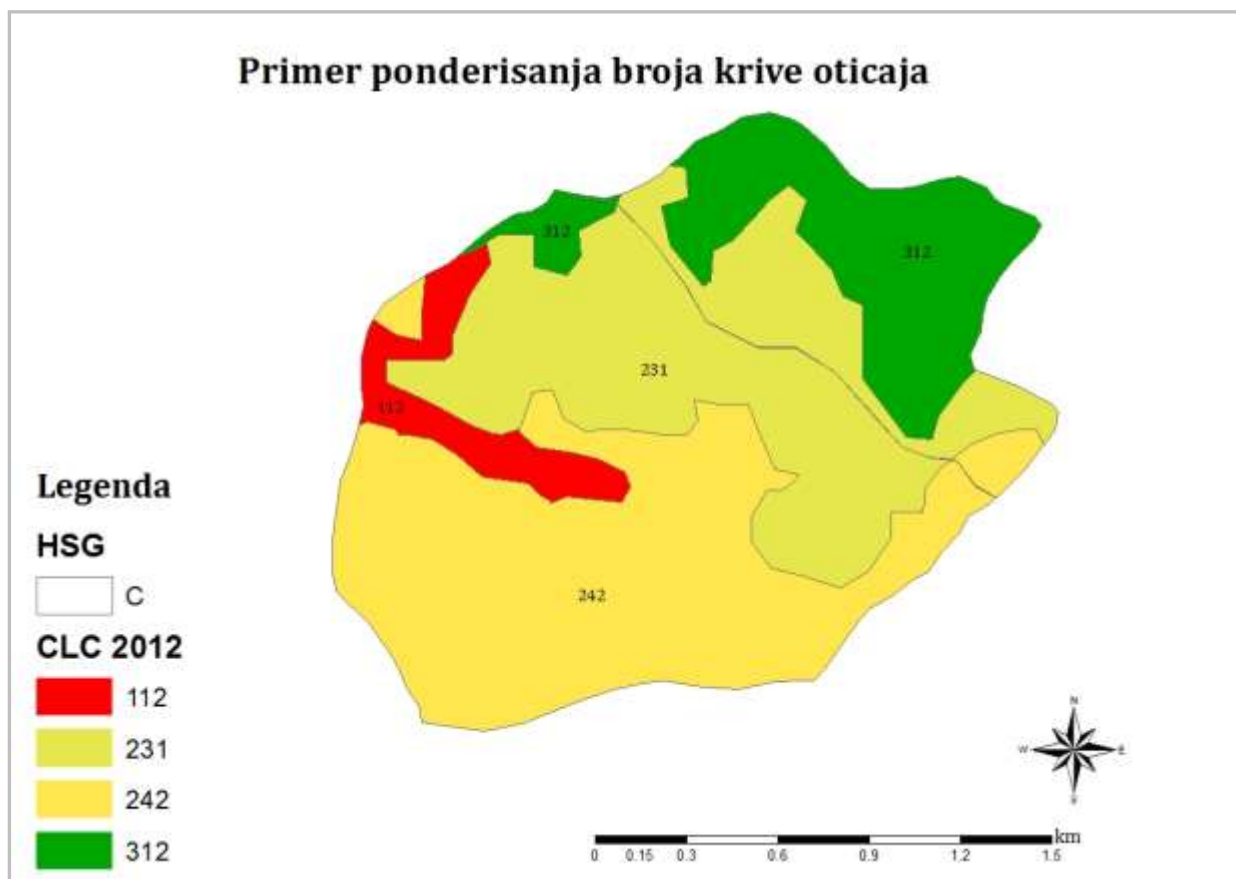 Primer ponderisanja broja krive oticaja
312
312
231
112
242
Legenda
HSG
C
CLC 2012
112
231
242
312
N
W E
S
km
0 0.15 0.3 0.6 0.9 1.2 1.5